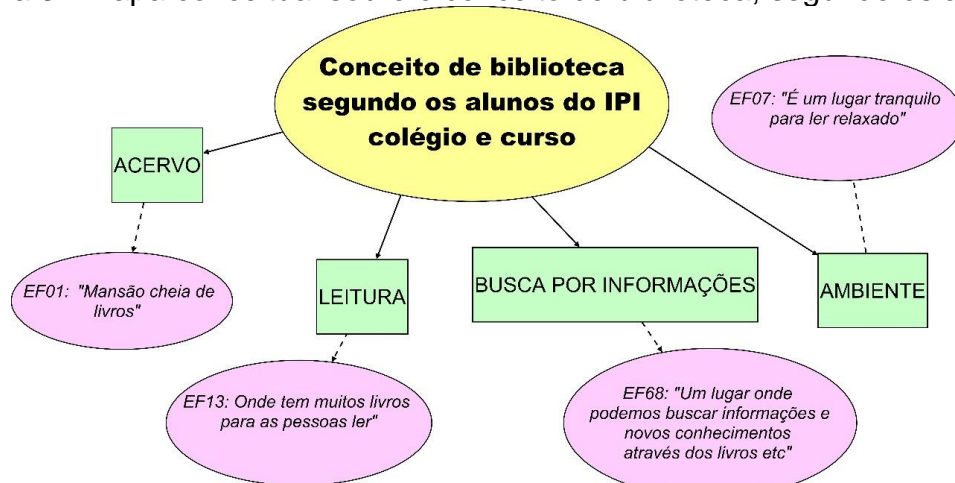 Conceito de biblioteca
segundo os alunos do IPI
colégio e curso
EF07: "É um lugar tranquilo
para ler relaxado"
ACERVO
EF01: "Mansão cheia de
livros"
LEITURA
BUSCA POR INFORMAÇÕES
AMBIENTE
EF13: Onde tem muitos livros
para as pessoas ler"
EF68: "Um lugar onde
podemos buscar informações e
novos conhecimentos
através dos livros etc"